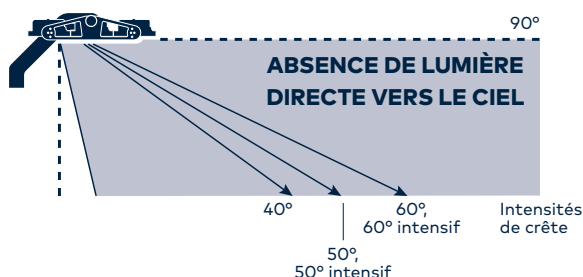 90°
ABSENCE DE LUMIÈRE
DIRECTE VERS LE CIEL
40°
60°,
60° intensif
Intensités
de crête
50°,
50° intensif